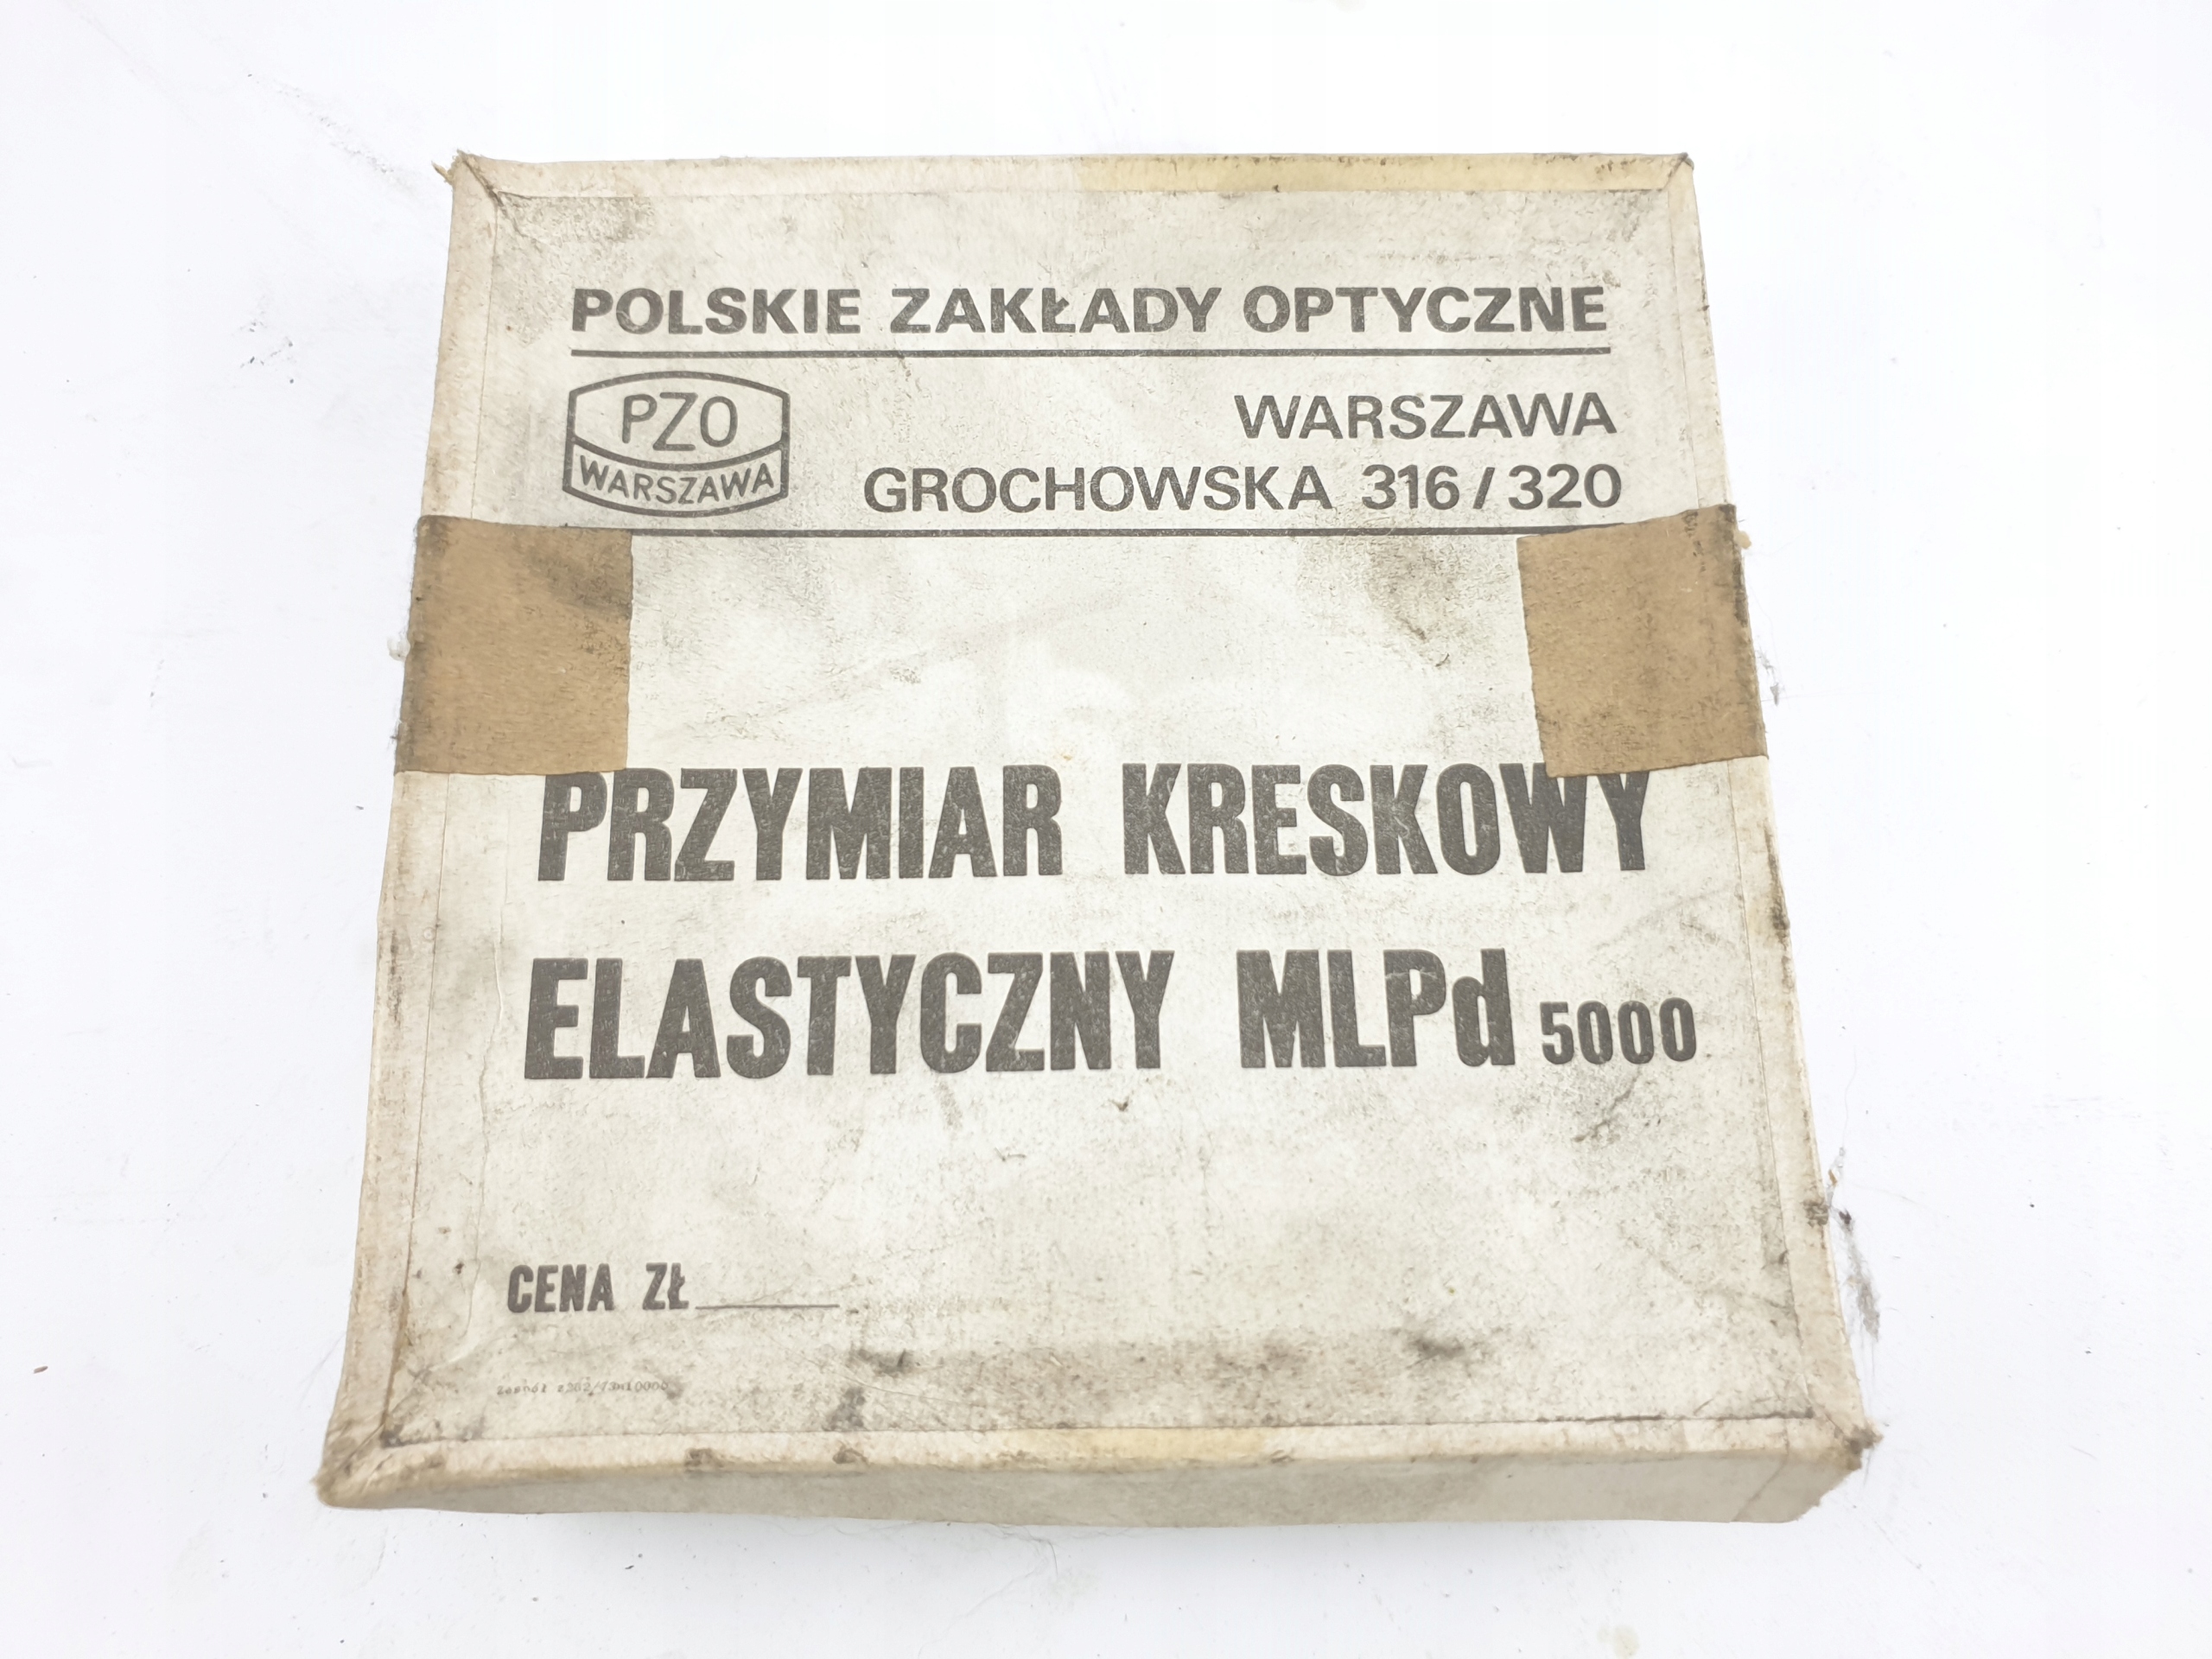 POLSKIE ZAKŁADY OPTYCZNE
PZO
WARSZAWA
WARSZAWA
GROCHOWSKA 316/320
PRZYMIAR KRESKOWY
ELASTYCZNY MLPd 5000
CENA ZŁ